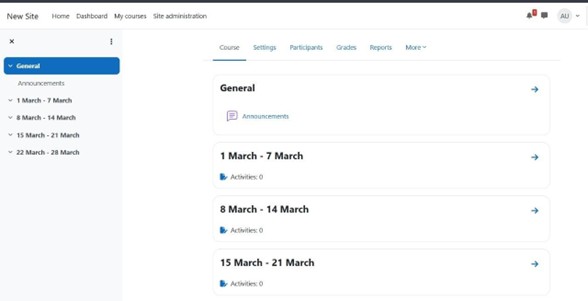 New Site Home Dashboard My courses Site administration AU
General
Announcements
1 March - 7 March
8 March - 14 March
15 March - 21 March
22 March - 28 March
Course Settings Participants Grades Reports More
General
Announcements
1 March - 7 March
Activities: 0
8 March - 14 March
Activities: 0
15 March - 21 March
Activities: 0